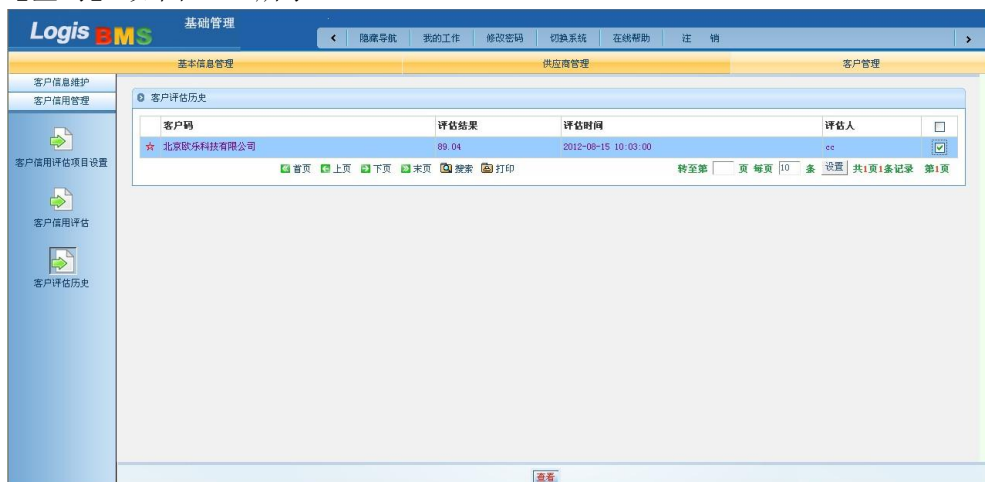 Logis BMS
基础管理
隐藏导航 我的工作 修改密码 切换系统 在线帮助 注 销
基本信息管理 供应商管理 客户管理
客户信息维护
客户信用管理
客户信用评估项目设置
客户信用评估
客户评估历史
客户评估历史
客户码 评估结果 评估时间 评估人
北京欧乐科技有限公司 89.04 2012-08-15 10:03:00 cc
首页 上页 下页 末页 搜索 打印 转至第 页 每页 10 条 设置 共1页1条记录 第1页
查看